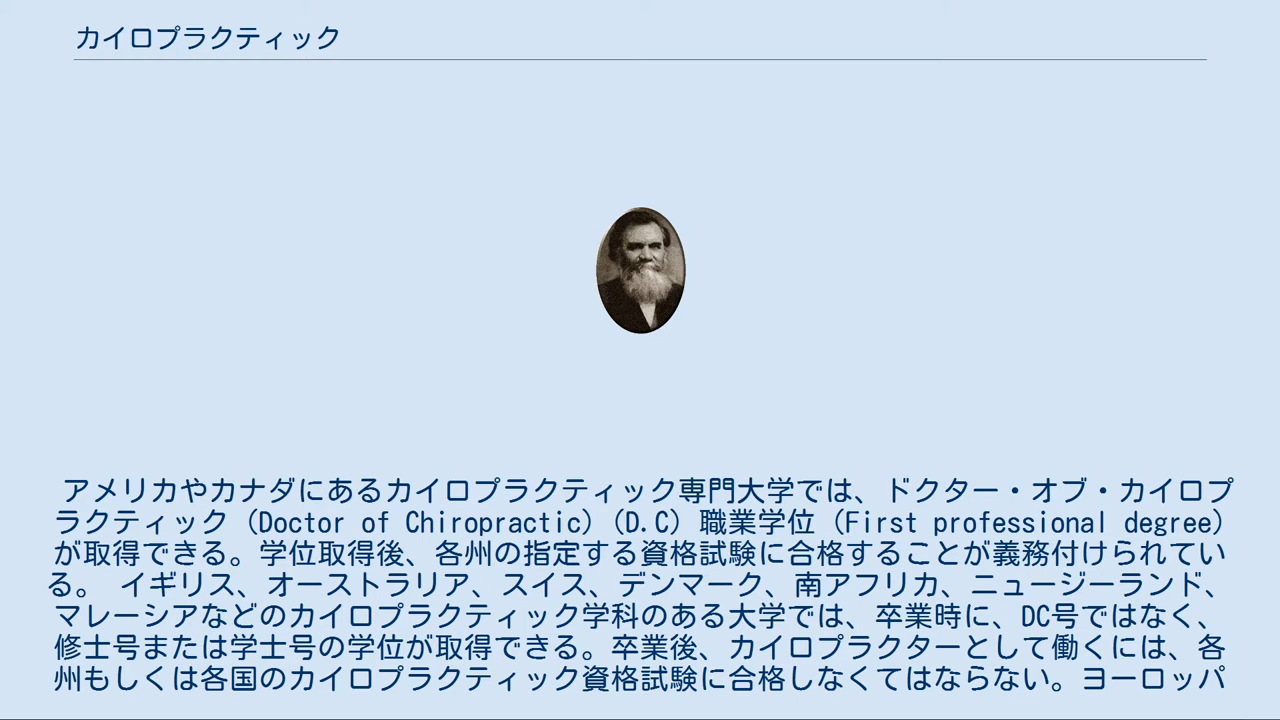 カイロプラクティック
アメリカやカナダにあるカイロプラクティック専門大学では、ドクター・オブ・カイロプ
ラクティック（Doctor of Chiropractic）（D.C）職業学位（First professional degree）
が取得できる。学位取得後、各州の指定する資格試験に合格することが義務付けられてい
る。 イギリス、オーストラリア、スイス、デンマーク、南アフリカ、ニュージーランド、
マレーシアなどのカイロプラクティック学科のある大学では、卒業時に、DC号ではなく、
修士号または学士号の学位が取得できる。卒業後、カイロプラクターとして働くには、各
州もしくは各国のカイロプラクティック資格試験に合格しなくてはならない。ヨーロッパ